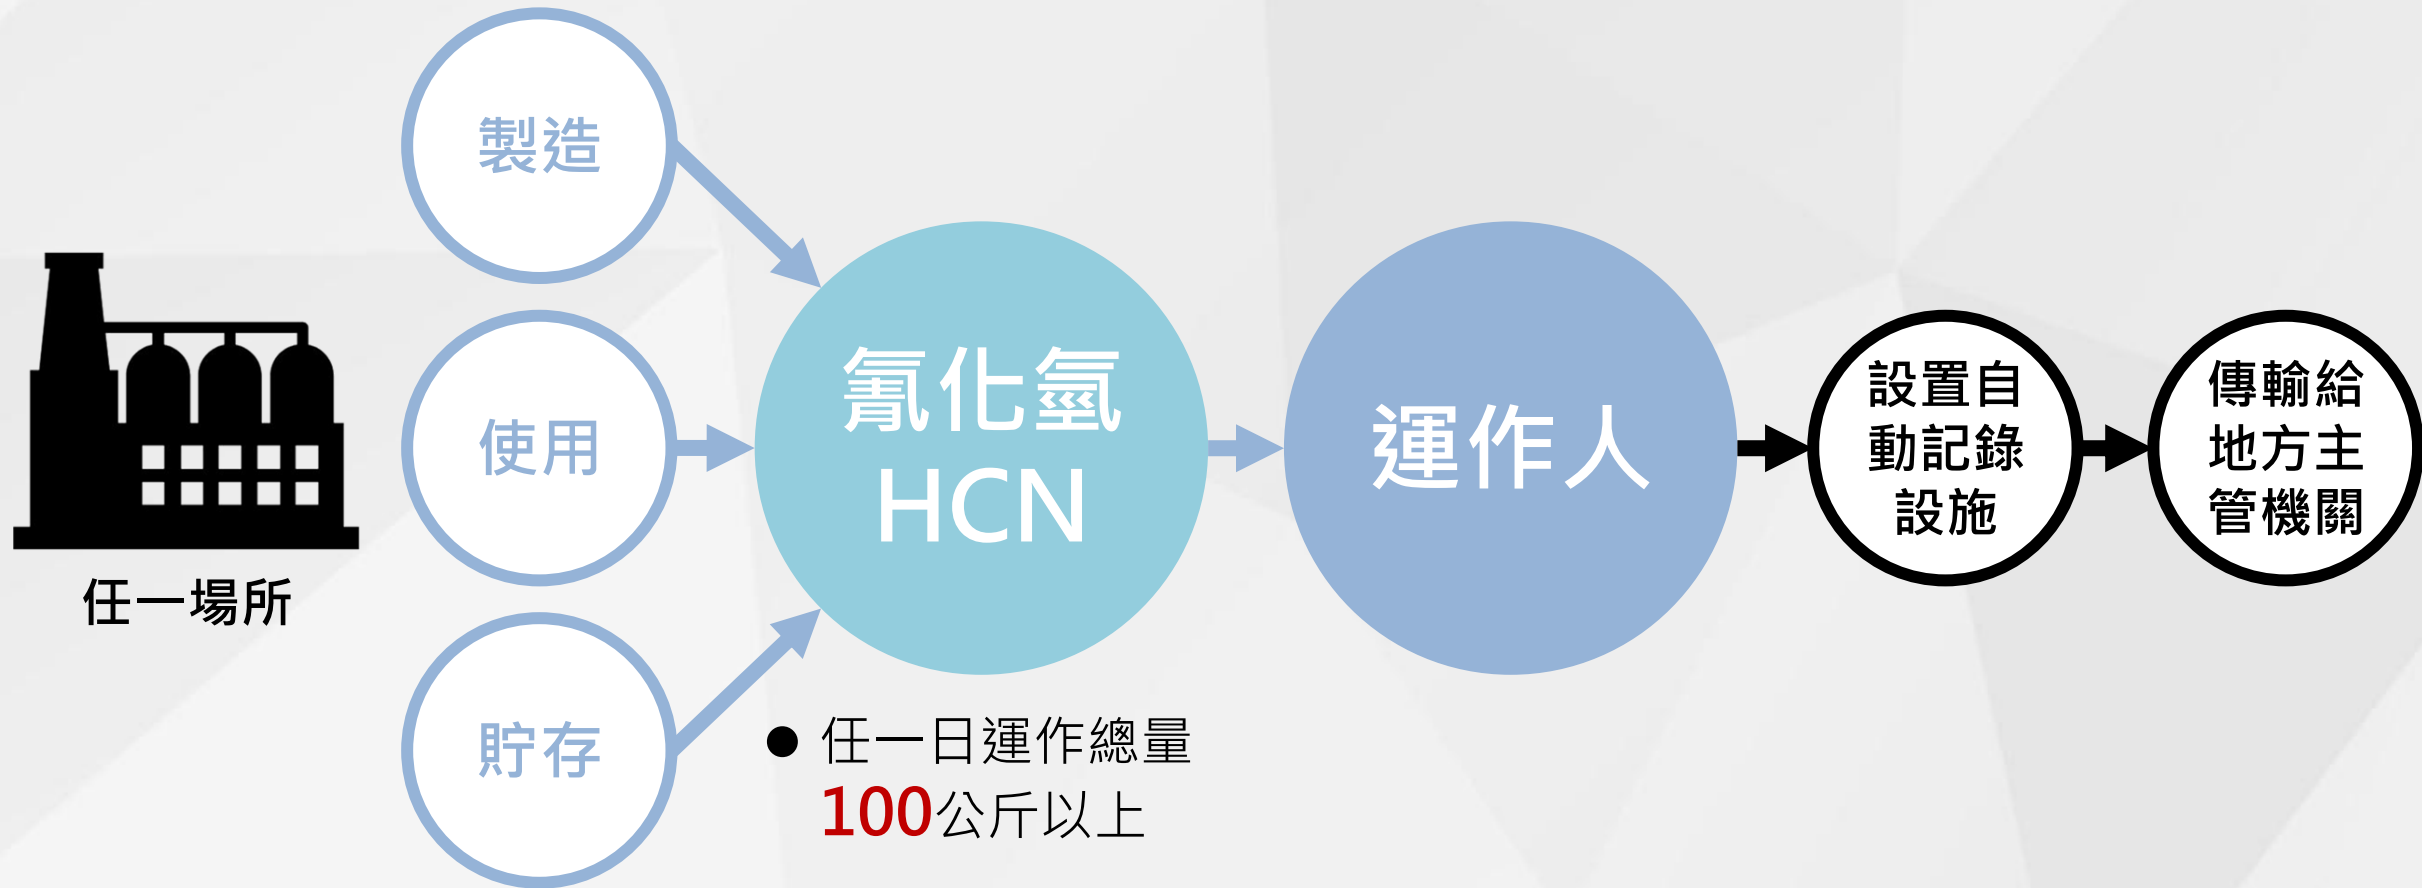 製造
使用
貯存
任一場所
氰化氫
HCN
● 任一日運作總量
100公斤以上
運作人
設置自
動記錄
設施
傳輸給
地方主
管機關